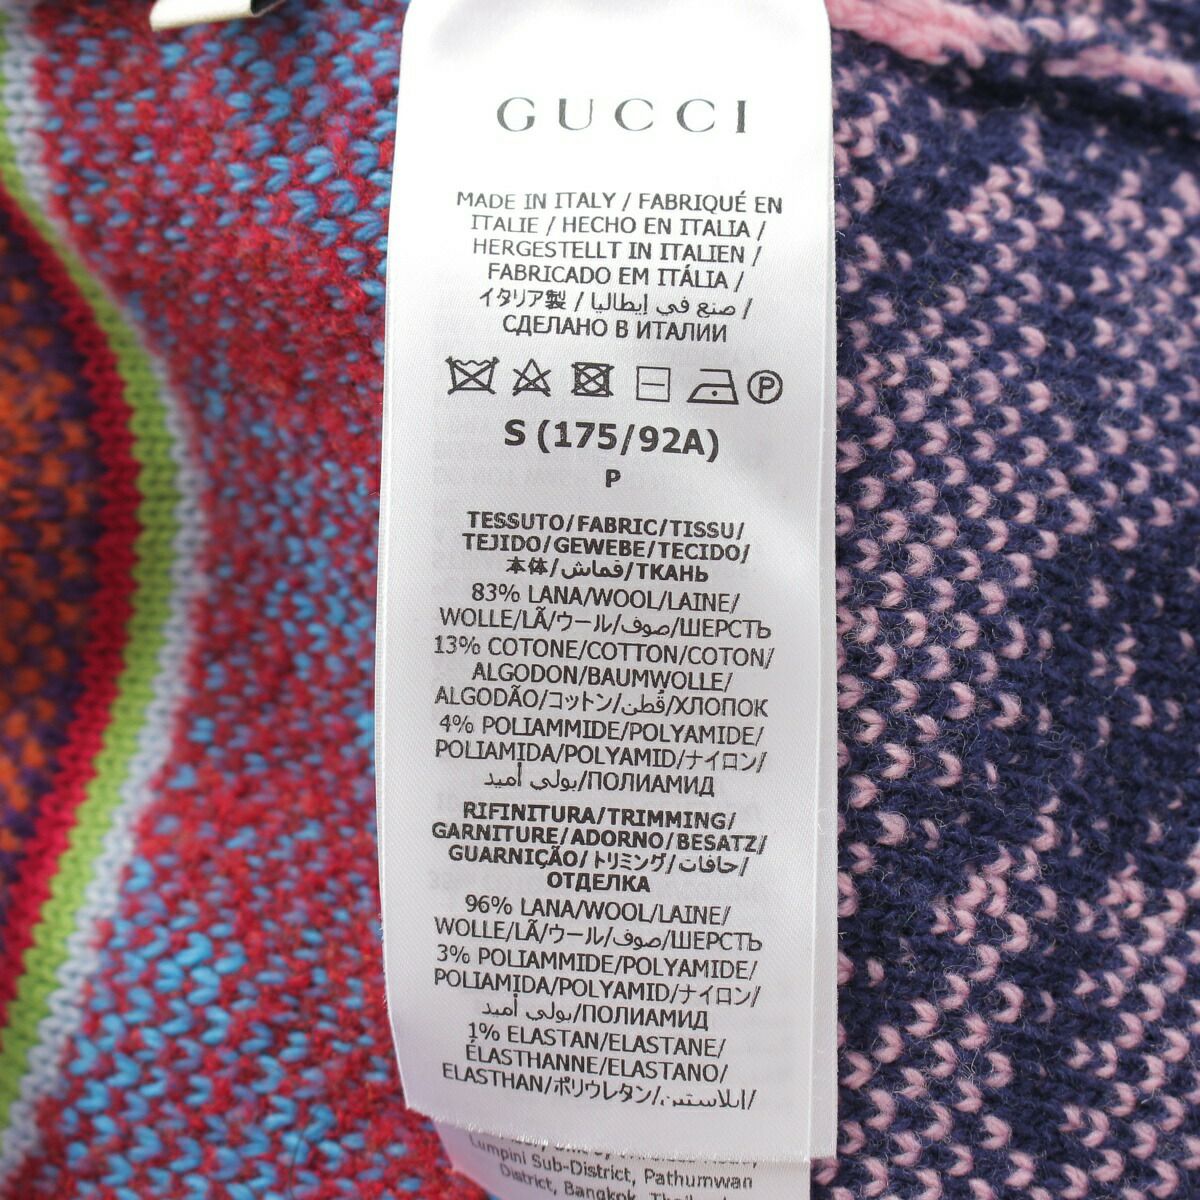 GUCCI
MADE IN ITALY / FABRIQUÉ EN
ITALIE / HECHO EN ITALIA /
HERGESTELLT IN ITALIEN /
FABRICADO EM ITÁLIA /
イタリア製 / صنع في إيطاليا /
СДЕЛАНО В ИТАЛИИ
P
S (175/92A)
P
TESSUTO/FABRIC/TISSU/
TEJIDO/GEWEBE/TECIDO/
本体/قماش/ТКАНЬ
83% LANA/WOOL/LAINE/
WOLLE/LÃ/ウール/صوف/ШЕРСТЬ
13% COTONE/COTTON/COTON/
ALGODON/BAUMWOLLE/
ALGODÃO/コットン/قُطن/ХЛОПОК
4% POLIAMMIDE/POLYAMIDE/
POLIAMIDA/POLYAMID/ナイロン/
بولي أميد/ПОЛИАМИД
RIFINITURA/TRIMMING/
GARNITURE/ADORNO/BESATZ/
GUARNIÇÃO/トリミング/حافات/
ОТДЕЛКА
96% LANA/WOOL/LAINE/
WOLLE/LÃ/ウール/صوف/ШЕРСТЬ
3% POLIAMMIDE/POLYAMIDE/
POLIAMIDA/POLYAMID/ナイロン/
بولي أميد/ПОЛИАМИД
1% ELASTAN/ELASTANE/
ÉLASTHANNE/ELASTANO/
ELASTHAN/ポリウレタン/إيلاستين/
Lumpini Sub-District, Pathumwan
District, Bangkok,